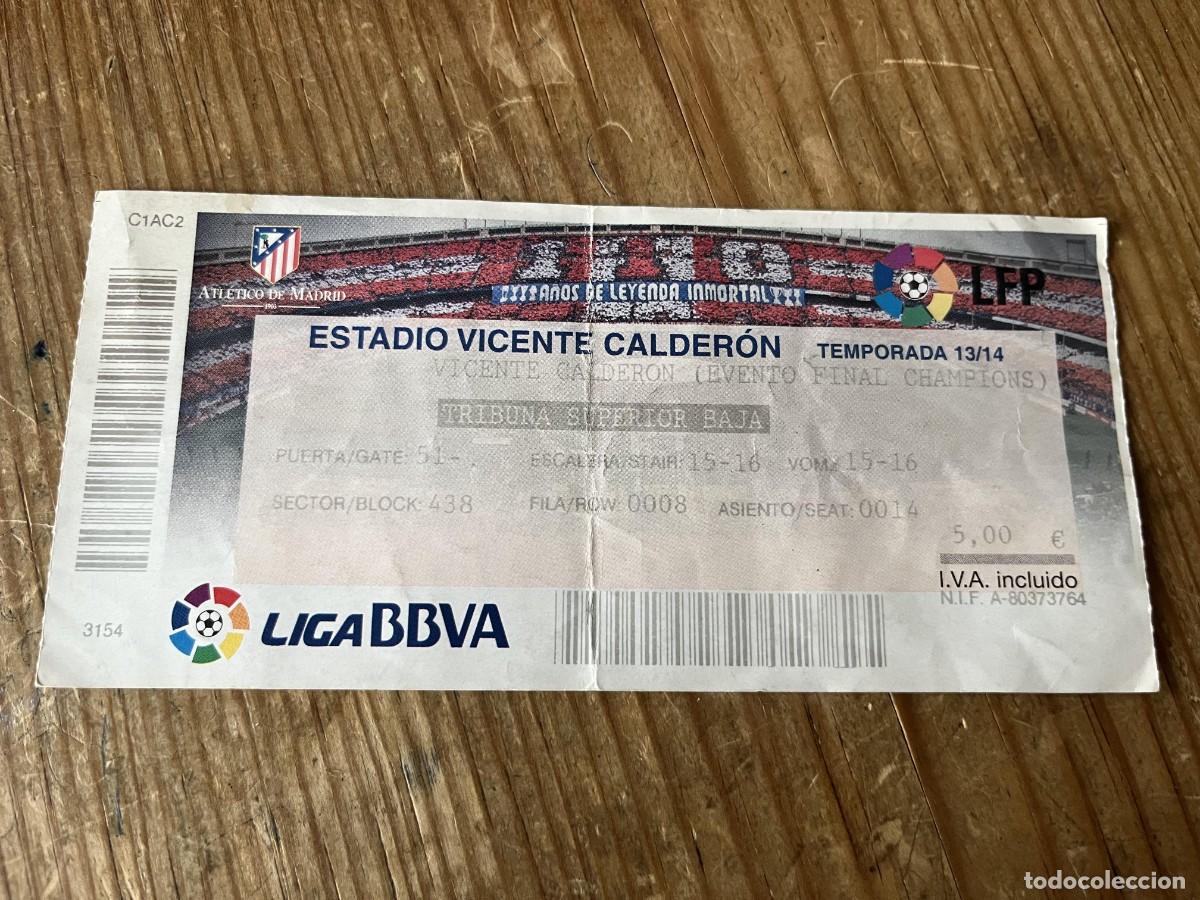 C1AC2
ATLÉTICO DE MADRID
1903
110
AÑOS DE LEYENDA INMORTAL
LFP
ESTADIO VICENTE CALDERÓN TEMPORADA 13/14
VICENTE CALDERON (EVENTO FINAL CHAMPIONS)
TRIBUNA SUPERIOR BAJA
PUERTA/GATE: 51-. ESCALERA/STAIR: 15-16 VOM.: 15-16
SECTOR/BLOCK: 438 FILA/ROW: 0008 ASIENTO/SEAT: 0014
5,00 €
I.V.A. incluido
N.I.F. A-80373764
3154
LIGA BBVA
todocoleccion